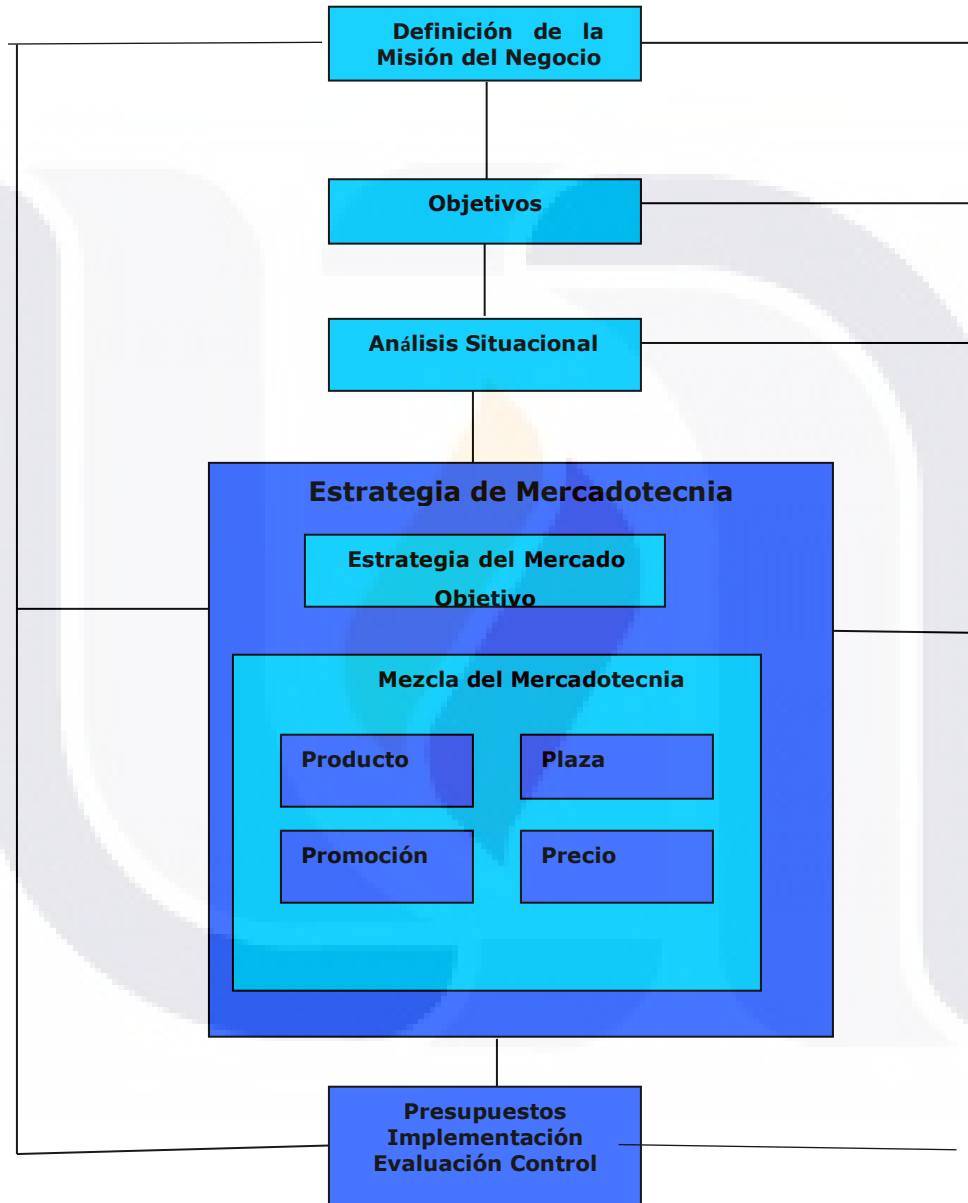 Definición de la
Misión del Negocio
Objetivos
Análisis Situacional
Estrategia de Mercadotecnia
Estrategia del Mercado
Objetivo
Mezcla del Mercadotecnia
Producto
Plaza
Promoción
Precio
Presupuestos
Implementación
Evaluación Control